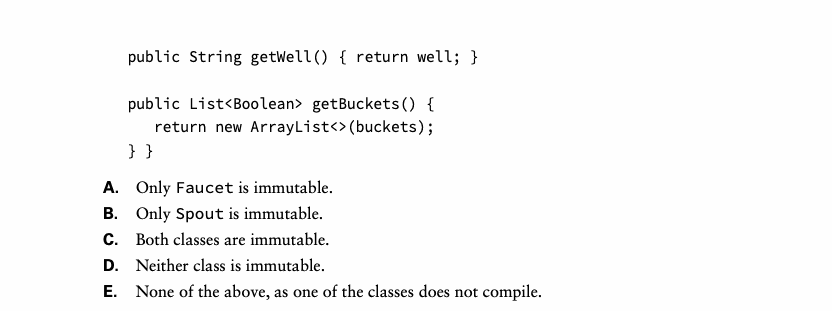 public String getWell() { return well; }
public List<Boolean> getBuckets() {
return new ArrayList<>(buckets);
} }
A. Only Faucet is immutable.
B. Only Spout is immutable.
C. Both classes are immutable.
D. Neither class is immutable.
E. None of the above, as one of the classes does not compile.